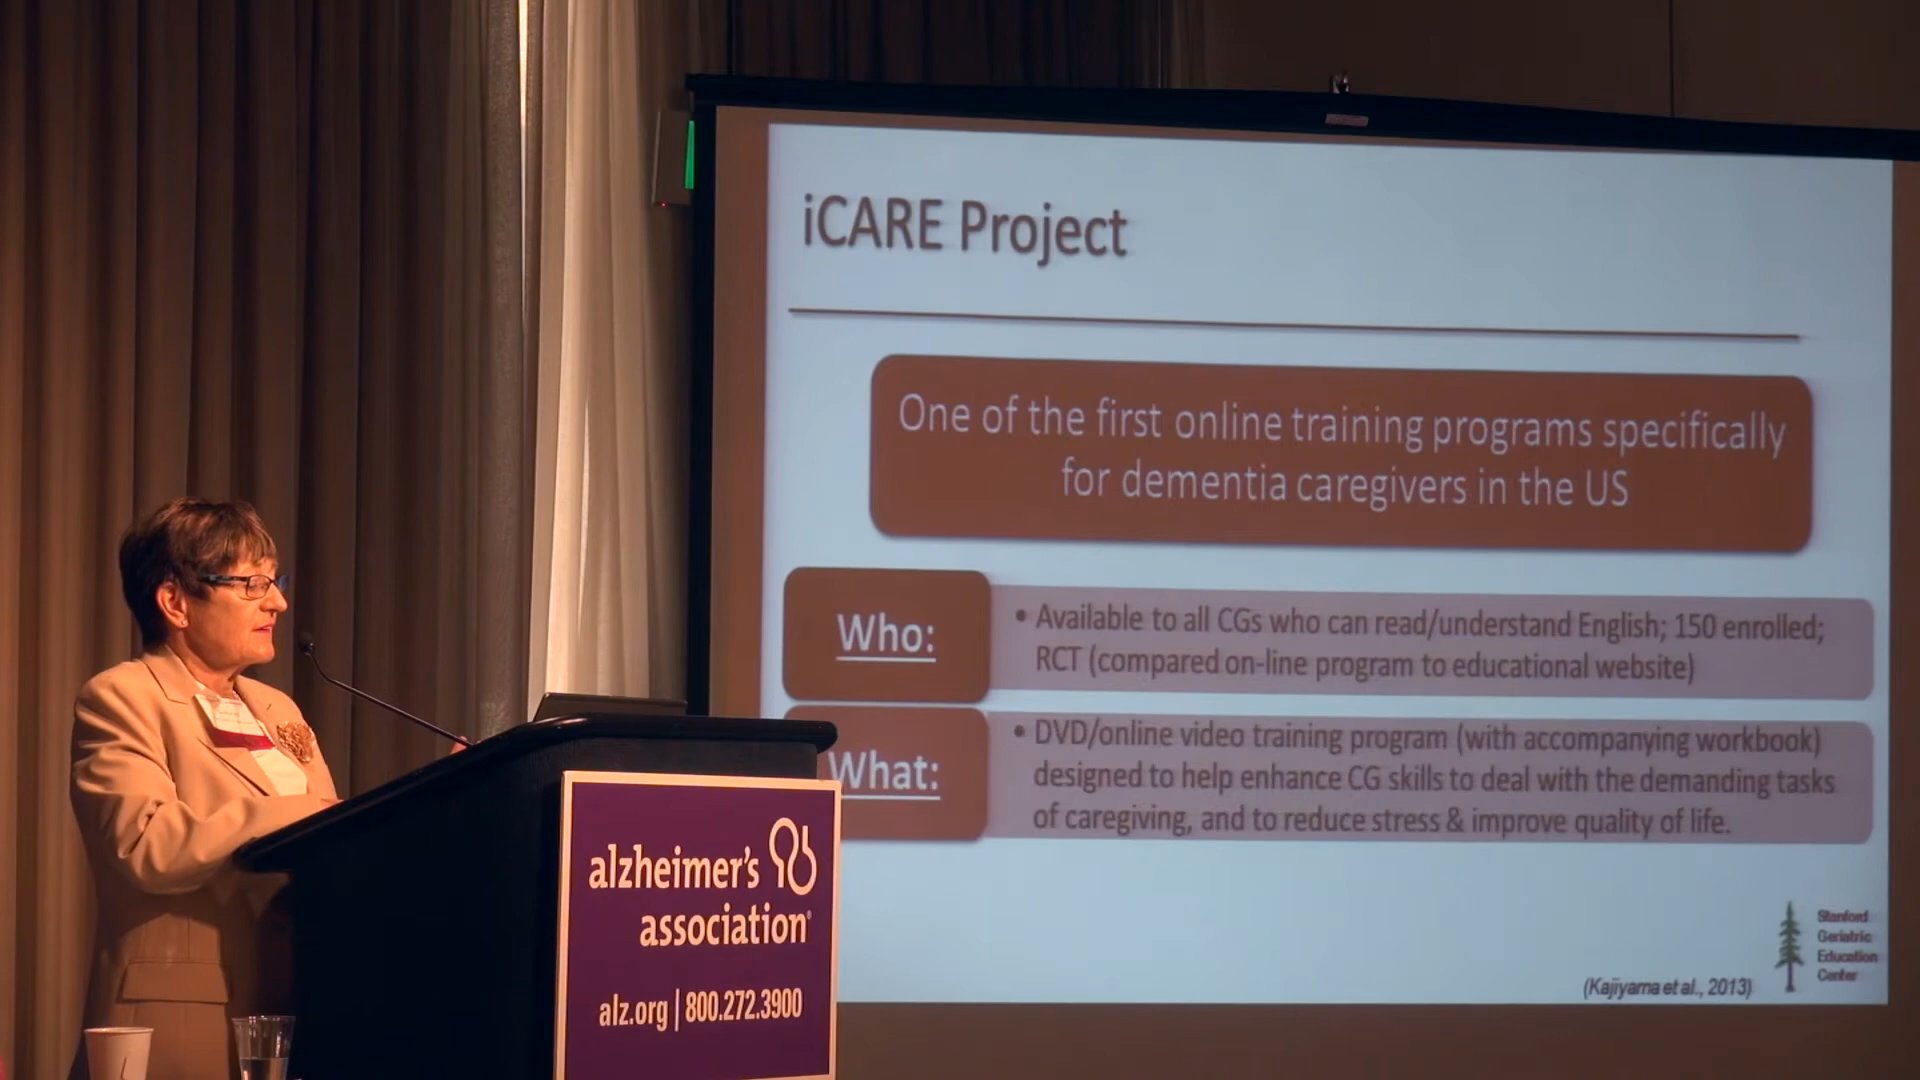 iCARE Project
One of the first online training programs specifically
for dementia caregivers in the US
Who:
• Available to all CGs who can read/understand English; 150 enrolled;
RCT (compared on-line program to educational website)
What:
• DVD/online video training program (with accompanying workbook)
designed to help enhance CG skills to deal with the demanding tasks
of caregiving, and to reduce stress & improve quality of life.
(Kajiyama et al., 2013)
Stanford
Geriatric
Education
Center
alzheimer's
association®
alz.org | 800.272.3900